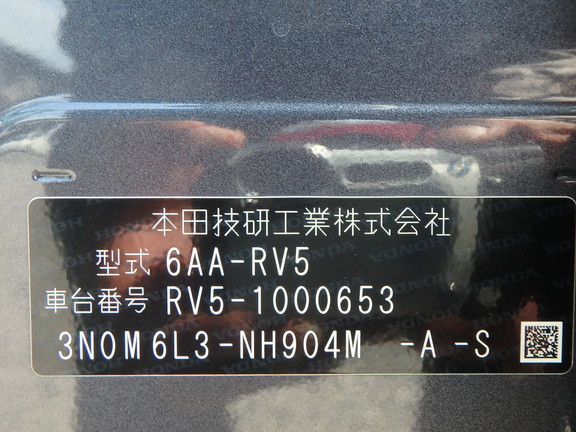 本田技研工業株式会社
型式 6AA-RV5
車台番号 RV5-1000653
3N0M6L3-NH904M -A-S